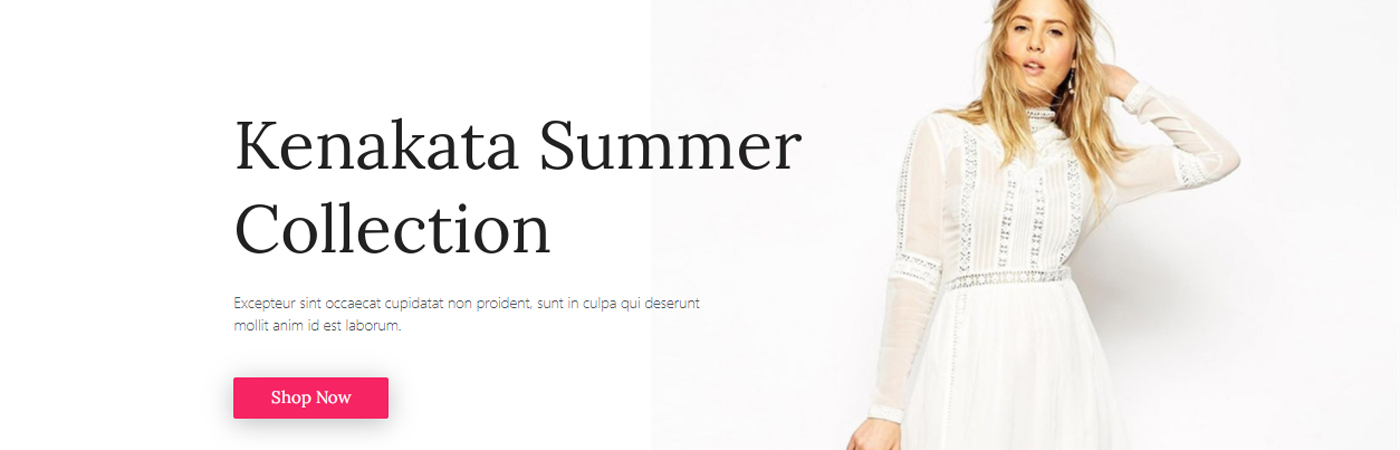 Kenakata Summer
Collection
Excepteur sint occaecat cupidatat non proident, sunt in culpa qui deserunt
mollit anim id est laborum.
Shop Now